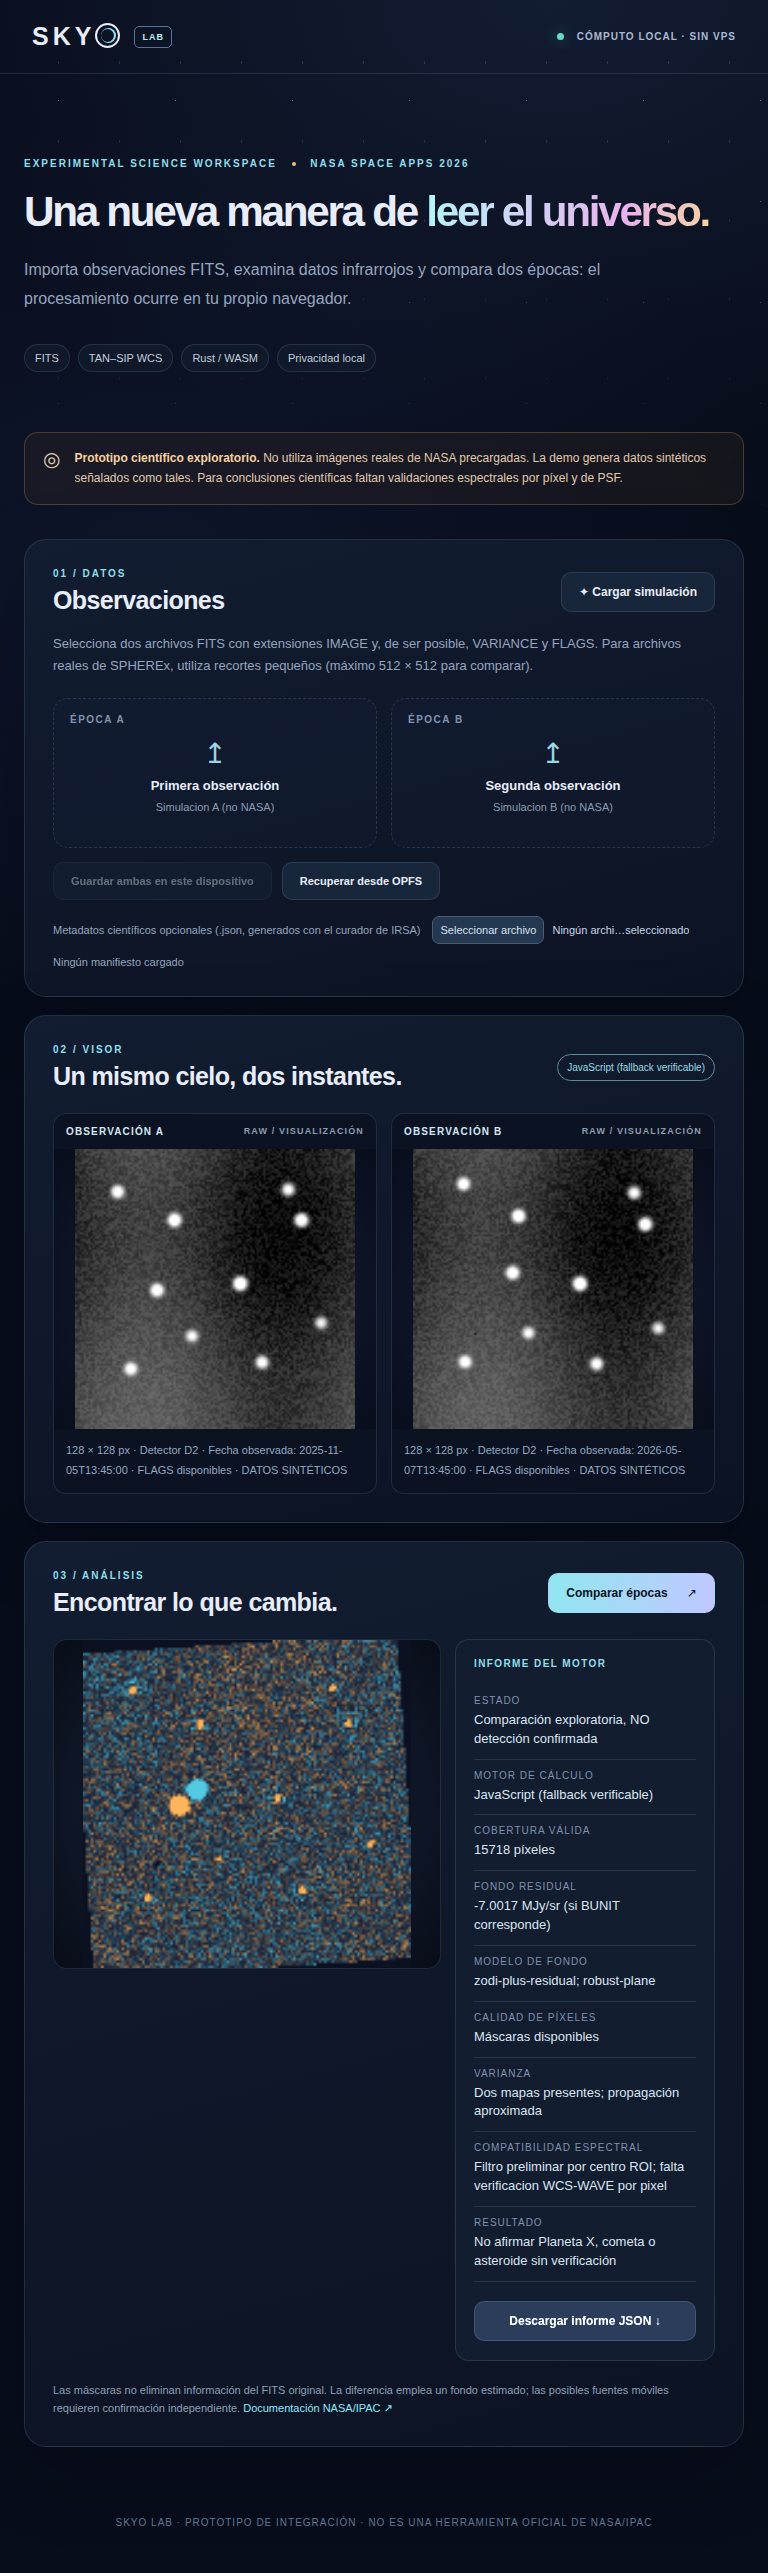 SKYO LAB
CÓMPUTO LOCAL · SIN VPS
EXPERIMENTAL SCIENCE WORKSPACE • NASA SPACE APPS 2026
Una nueva manera de leer el universo.
Importa observaciones FITS, examina datos infrarrojos y compara dos épocas: el
procesamiento ocurre en tu propio navegador.
FITS
TAN–SIP WCS
Rust / WASM
Privacidad local
◎
Prototipo científico exploratorio. No utiliza imágenes reales de NASA precargadas. La demo genera datos sintéticos
señalados como tales. Para conclusiones científicas faltan validaciones espectrales por píxel y de PSF.
01 / DATOS
Observaciones
✦ Cargar simulación
Selecciona dos archivos FITS con extensiones IMAGE y, de ser posible, VARIANCE y FLAGS. Para archivos
reales de SPHEREx, utiliza recortes pequeños (máximo 512 × 512 para comparar).
ÉPOCA A
↥
Primera observación
Simulacion A (no NASA)
ÉPOCA B
↥
Segunda observación
Simulacion B (no NASA)
Guardar ambas en este dispositivo
Recuperar desde OPFS
Metadatos científicos opcionales (.json, generados con el curador de IRSA)
Seleccionar archivo
Ningún archi…seleccionado
Ningún manifiesto cargado
02 / VISOR
Un mismo cielo, dos instantes.
JavaScript (fallback verificable)
OBSERVACIÓN A
RAW / VISUALIZACIÓN
128 × 128 px · Detector D2 · Fecha observada: 2025-11-
05T13:45:00 · FLAGS disponibles · DATOS SINTÉTICOS
OBSERVACIÓN B
RAW / VISUALIZACIÓN
128 × 128 px · Detector D2 · Fecha observada: 2026-05-
07T13:45:00 · FLAGS disponibles · DATOS SINTÉTICOS
03 / ANÁLISIS
Encontrar lo que cambia.
Comparar épocas ↗
INFORME DEL MOTOR
ESTADO
Comparación exploratoria, NO
detección confirmada
MOTOR DE CÁLCULO
JavaScript (fallback verificable)
COBERTURA VÁLIDA
15718 píxeles
FONDO RESIDUAL
-7.0017 MJy/sr (si BUNIT
corresponde)
MODELO DE FONDO
zodi-plus-residual; robust-plane
CALIDAD DE PÍXELES
Máscaras disponibles
VARIANZA
Dos mapas presentes; propagación
aproximada
COMPATIBILIDAD ESPECTRAL
Filtro preliminar por centro ROI; falta
verificacion WCS-WAVE por pixel
RESULTADO
No afirmar Planeta X, cometa o
asteroide sin verificación
Descargar informe JSON ↓
Las máscaras no eliminan información del FITS original. La diferencia emplea un fondo estimado; las posibles fuentes móviles
requieren confirmación independiente. Documentación NASA/IPAC ↗
SKYO LAB · PROTOTIPO DE INTEGRACIÓN · NO ES UNA HERRAMIENTA OFICIAL DE NASA/IPAC